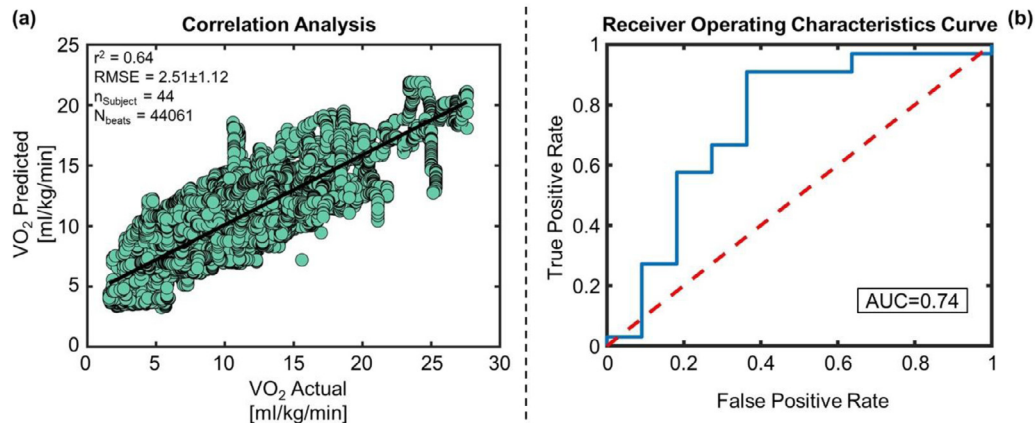 (a)
Correlation Analysis
r² = 0.64
RMSE = 2.51±1.12
nSubject = 44
Nbeats = 44061
25
20
15
10
5
0
VO₂ Predicted
[ml/kg/min]
0 5 10 15 20 25 30
VO₂ Actual
[ml/kg/min]
Receiver Operating Characteristics Curve
(b)
1
0.8
0.6
0.4
0.2
0
True Positive Rate
AUC=0.74
0 0.2 0.4 0.6 0.8 1
False Positive Rate